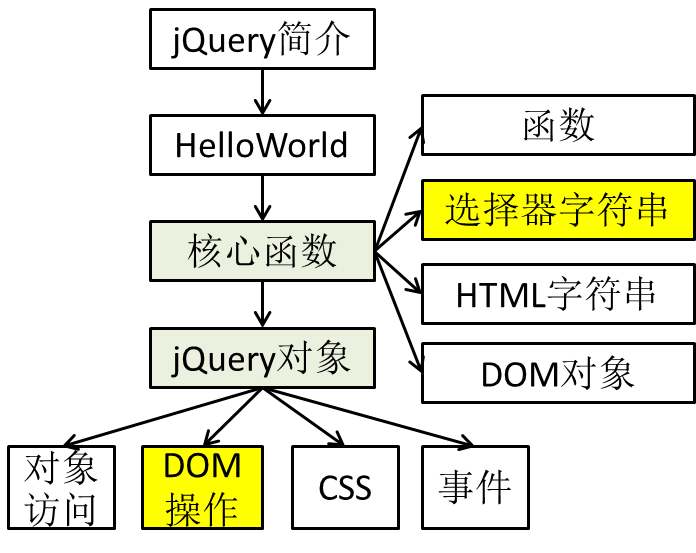 jQuery简介
HelloWorld
核心函数
jQuery对象
函数
选择器字符串
HTML字符串
DOM对象
对象
访问
DOM
操作
CSS
事件